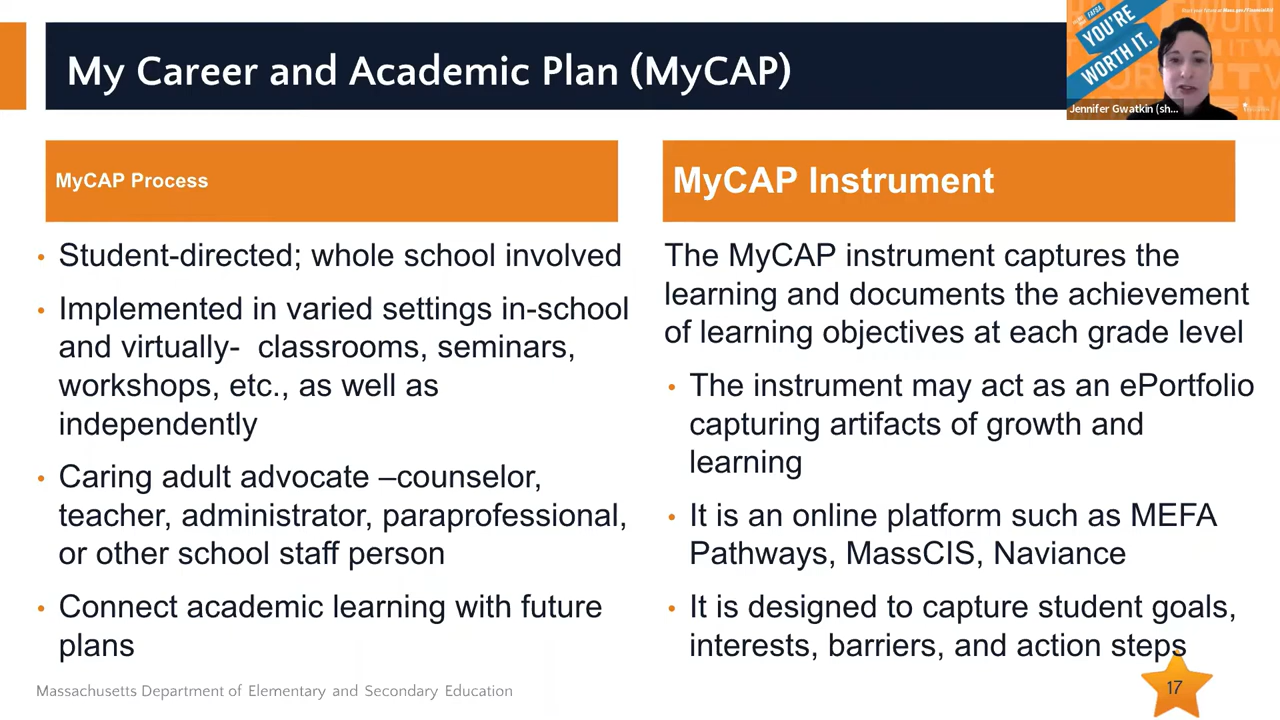 My Career and Academic Plan (MyCAP)
FAFSA
YOU'RE
WORTH IT.
Jennifer Gwatkin (sh...
MyCAP Process
• Student-directed; whole school involved
• Implemented in varied settings in-school
and virtually- classrooms, seminars,
workshops, etc., as well as
independently
• Caring adult advocate –counselor,
teacher, administrator, paraprofessional,
or other school staff person
• Connect academic learning with future
plans
MyCAP Instrument
The MyCAP instrument captures the
learning and documents the achievement
of learning objectives at each grade level
• The instrument may act as an ePortfolio
capturing artifacts of growth and
learning
• It is an online platform such as MEFA
Pathways, MassCIS, Naviance
• It is designed to capture student goals,
interests, barriers, and action steps
Massachusetts Department of Elementary and Secondary Education
17